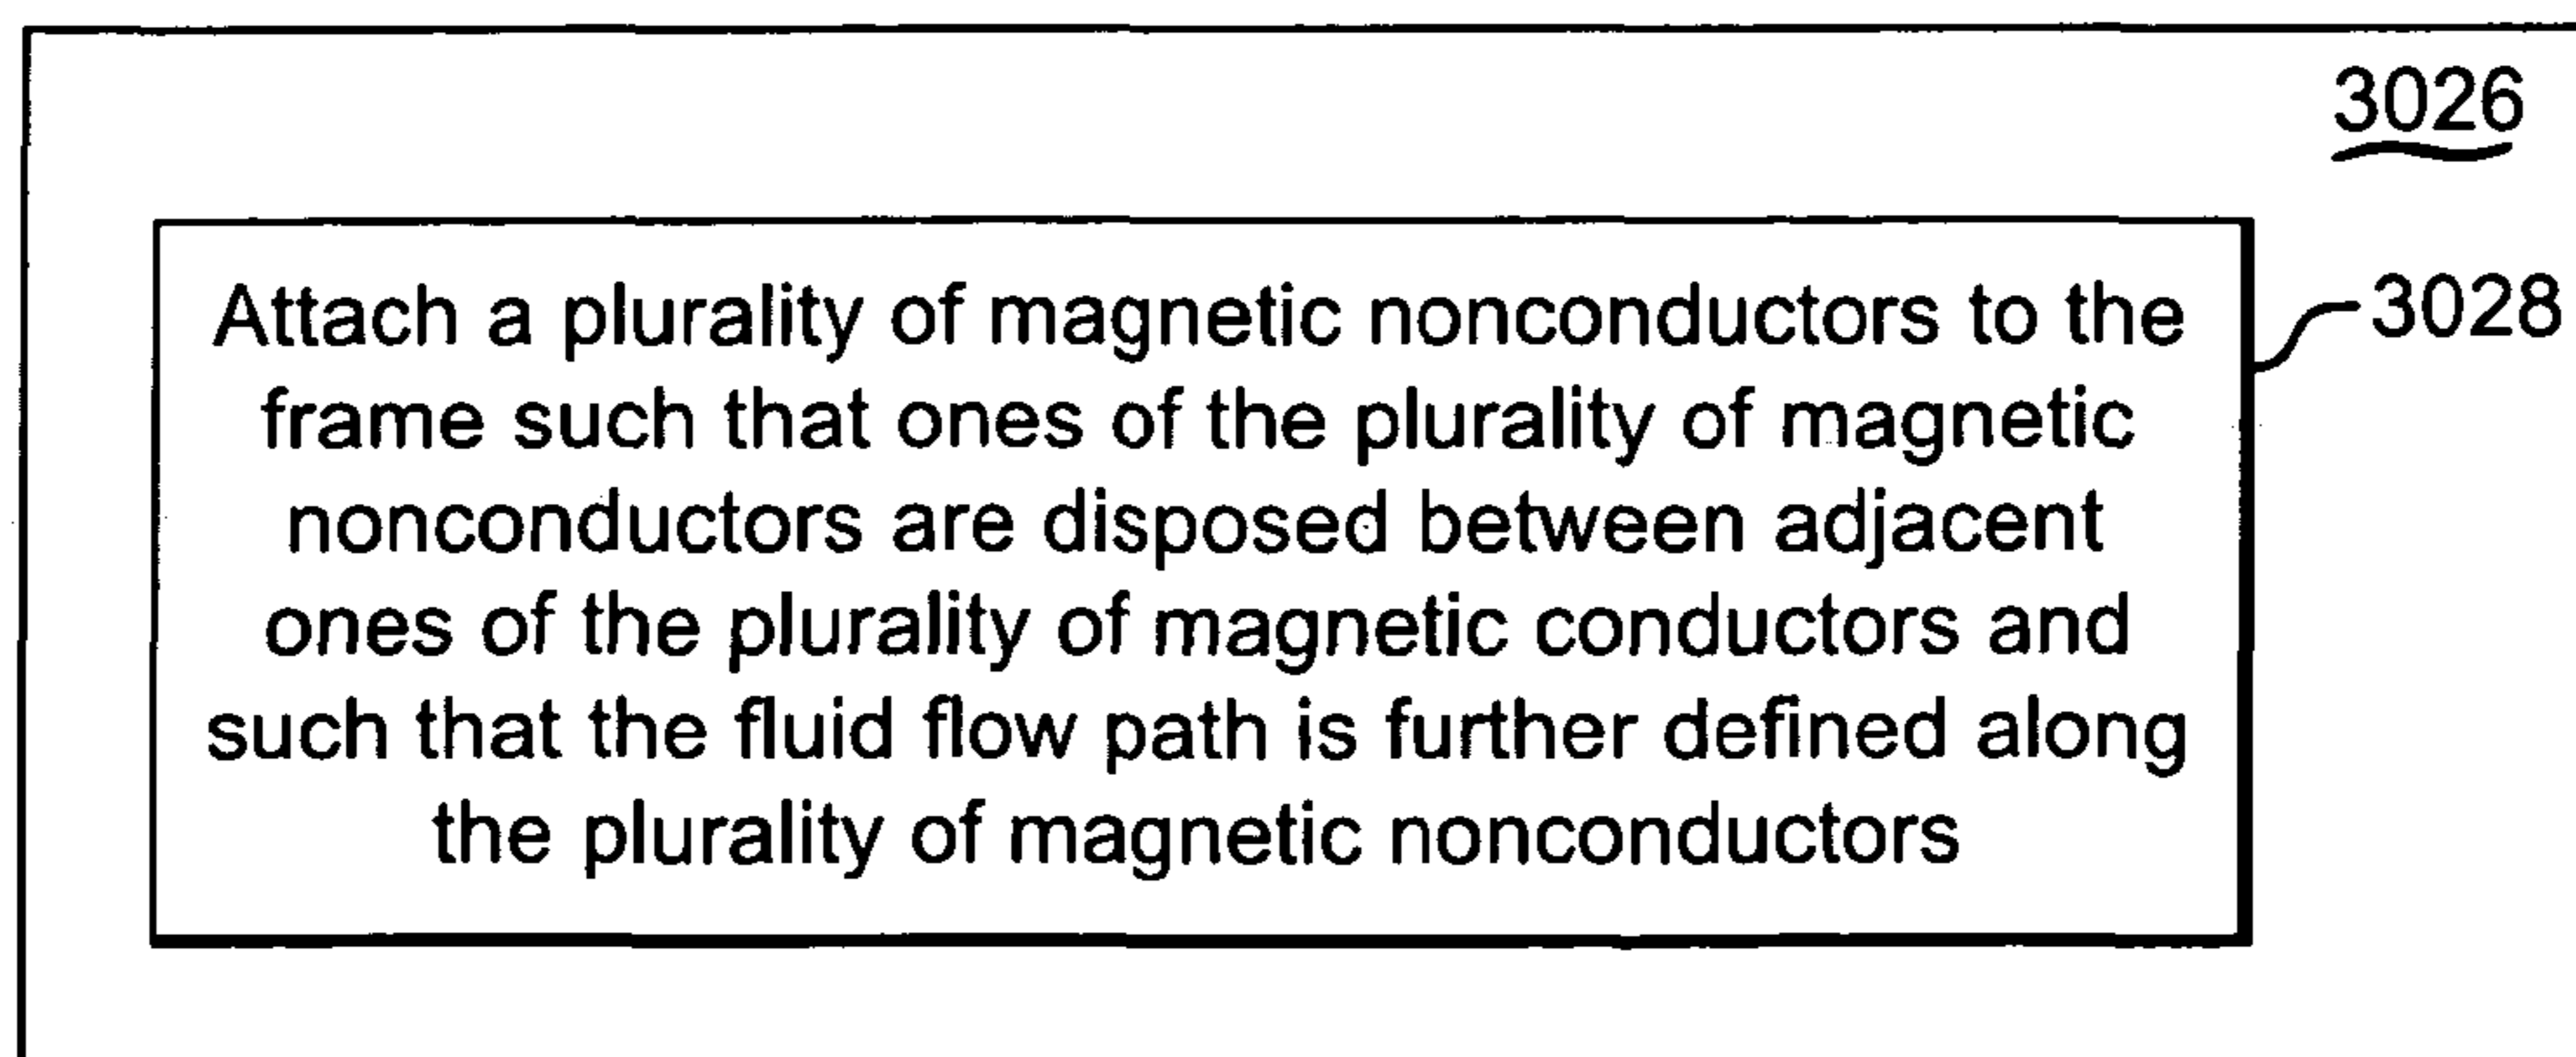 3026
Attach a plurality of magnetic nonconductors to the
frame such that ones of the plurality of magnetic
nonconductors are disposed between adjacent
ones of the plurality of magnetic conductors and
such that the fluid flow path is further defined along
the plurality of magnetic nonconductors
3028